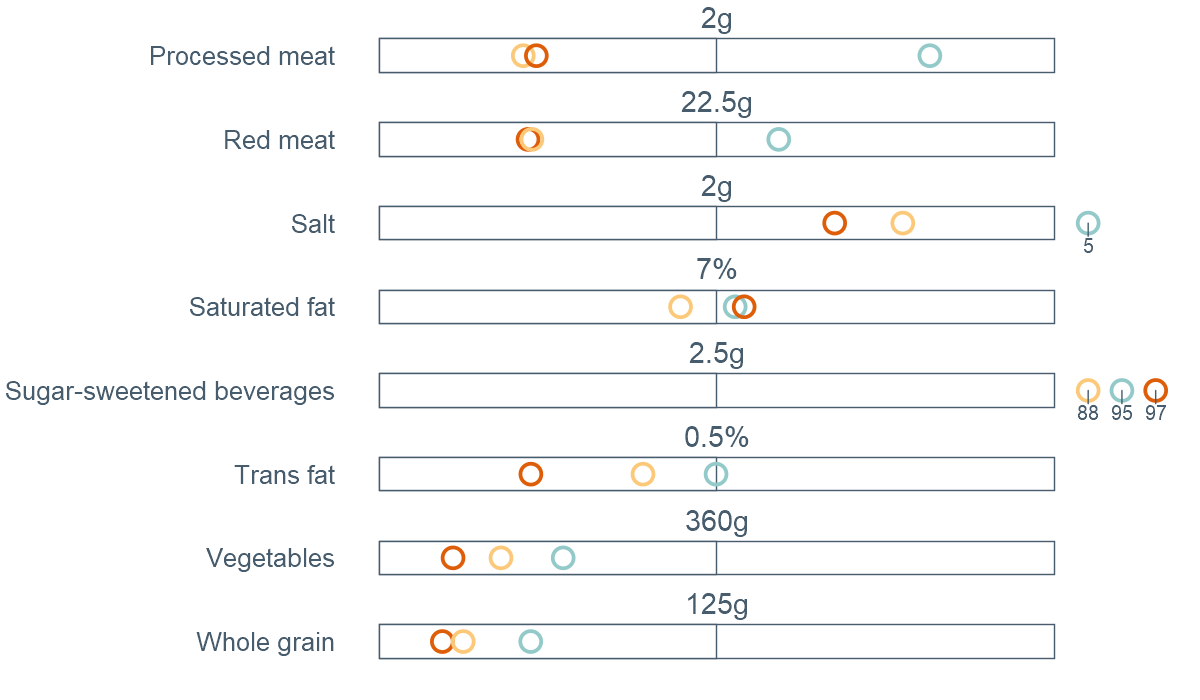 2g
Processed meat
22.5g
Red meat
2g
Salt
5
7%
Saturated fat
2.5g
Sugar-sweetened beverages
88 95 97
0.5%
Trans fat
360g
Vegetables
125g
Whole grain